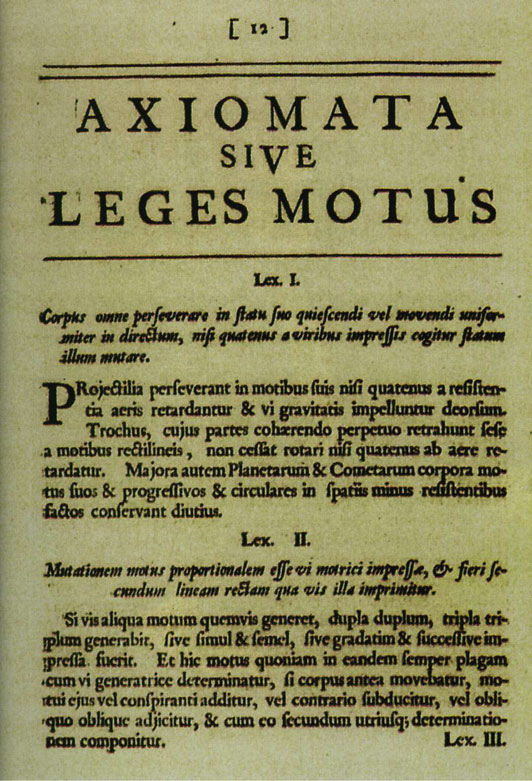 [ 12 ]
AXIOMATA
SIVE
LEGES MOTUS
Lex. I.
Corpus omne perſeverare in ſtatu ſuo quieſcendi vel movendi unifor-
miter in directum, niſi quatenus a viribus impreſſis cogitur ſtatum
illum mutare.
PRojectilia perſeverant in motibus ſuis niſi quatenus a reſiſten-
tia aeris retardantur & vi gravitatis impelluntur deorſum.
Trochus, cujus partes cohærendo perpetuo retrahunt ſeſe
a motibus rectilineis, non ceſſat rotari niſi quatenus ab aere re-
tardatur. Majora autem Planetarum & Cometarum corpora mo-
tus ſuos & progreſſivos & circulares in ſpatiis minus reſiſtentibus
factos conſervant diutius.
Lex. II.
Mutationem motus proportionalem eſſe vi motrici impreſſæ, & fieri ſe-
cundum lineam rectam qua vis illa imprimitur.
Si vis aliqua motum quemvis generet, dupla duplum, tripla tri-
plum generabit, ſive ſimul & ſemel, ſive gradatim & ſucceſſive im-
preſſa fuerit. Et hic motus quoniam in eandem ſemper plagam
cum vi generatrice determinatur, ſi corpus antea movebatur, mo-
tui ejus vel conſpiranti additur, vel contrario ſubducitur, vel obli-
quo oblique adjicitur, & cum eo ſecundum utriuſq; determinatio-
nem componitur. Lex. III.